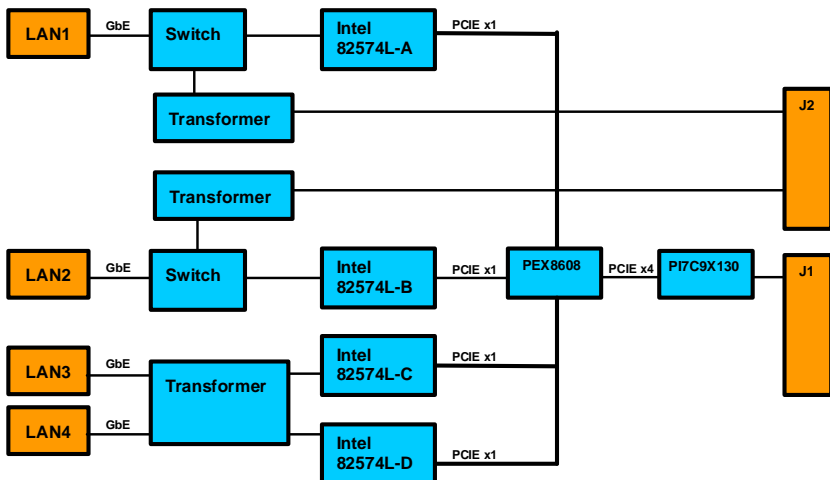 LAN1
GbE
Switch
Intel
82574L-A
PCIE x1
Transformer
J2
Transformer
LAN2
GbE
Switch
Intel
82574L-B
PCIE x1
PEX8608
PCIE x4
PI7C9X130
J1
LAN3
GbE
Transformer
Intel
82574L-C
PCIE x1
LAN4
GbE
Intel
82574L-D
PCIE x1